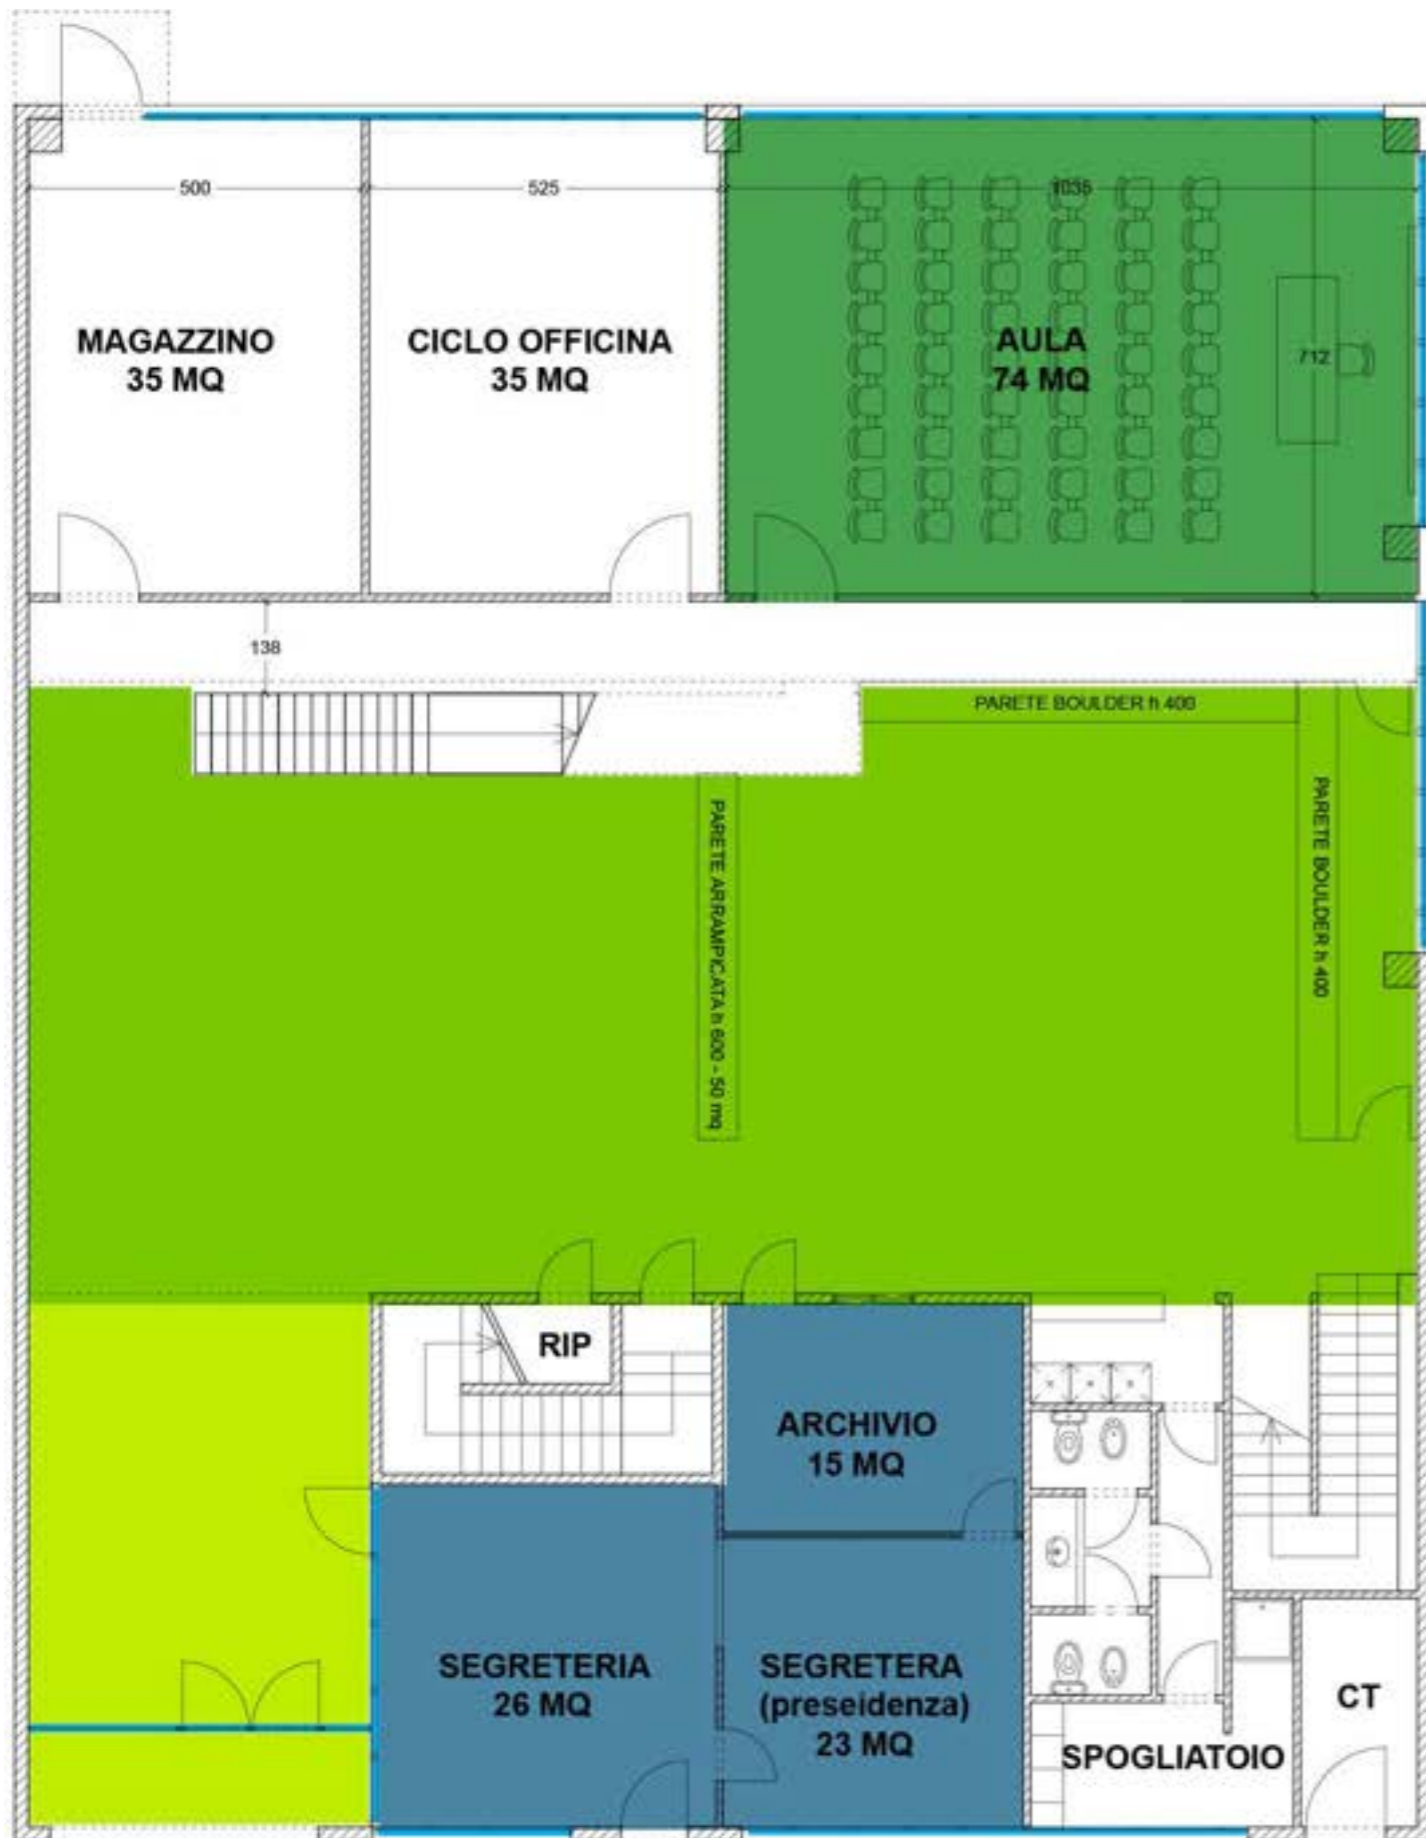 500
525
1035
MAGAZZINO
35 MQ
CICLO OFFICINA
35 MQ
AULA
74 MQ
712
138
PARETE BOULDER h 400
PARETE BOULDER h 400
PARETE ARRAMPICATA h 600 - 50 mq
RIP
ARCHIVIO
15 MQ
SEGRETERIA
26 MQ
SEGRETERA
(preseidenza)
23 MQ
SPOGLIATOIO
CT